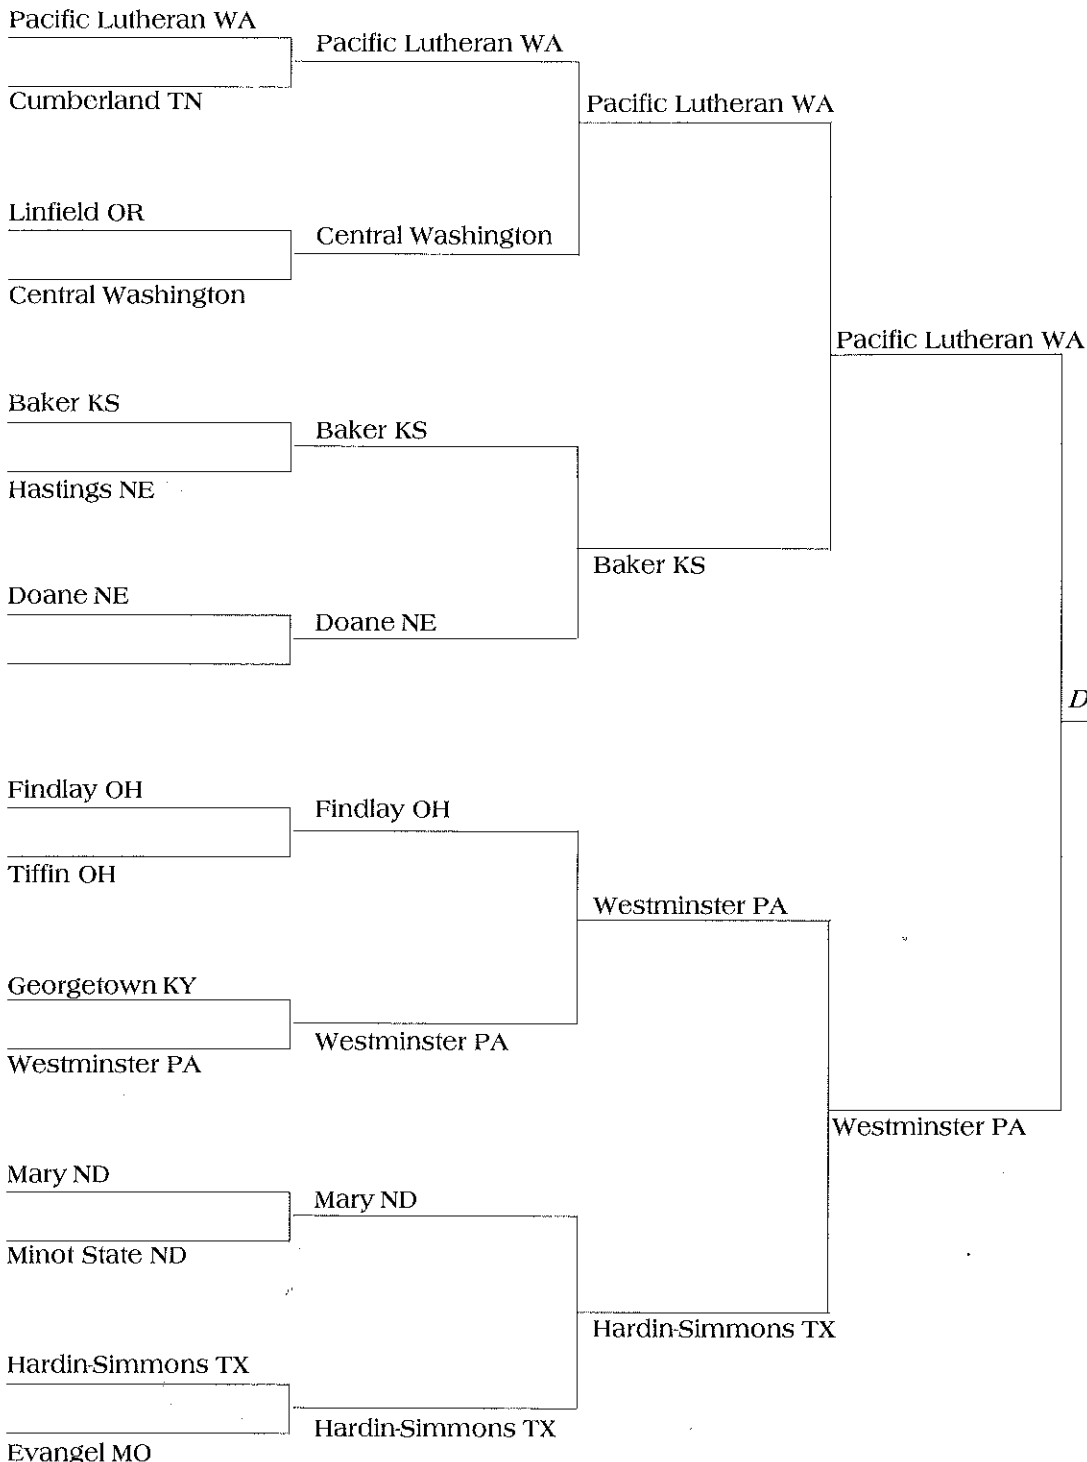 Pacific Lutheran WA
Cumberland TN
Linfield OR
Central Washington
Baker KS
Hastings NE
Doane NE
Findlay OH
Tiffin OH
Georgetown KY
Westminster PA
Mary ND
Minot State ND
Hardin-Simmons TX
Evangel MO
Pacific Lutheran WA
Central Washington
Baker KS
Doane NE
Findlay OH
Westminster PA
Mary ND
Hardin-Simmons TX
Pacific Lutheran WA
Baker KS
Westminster PA
Hardin-Simmons TX
Pacific Lutheran WA
Westminster PA
D